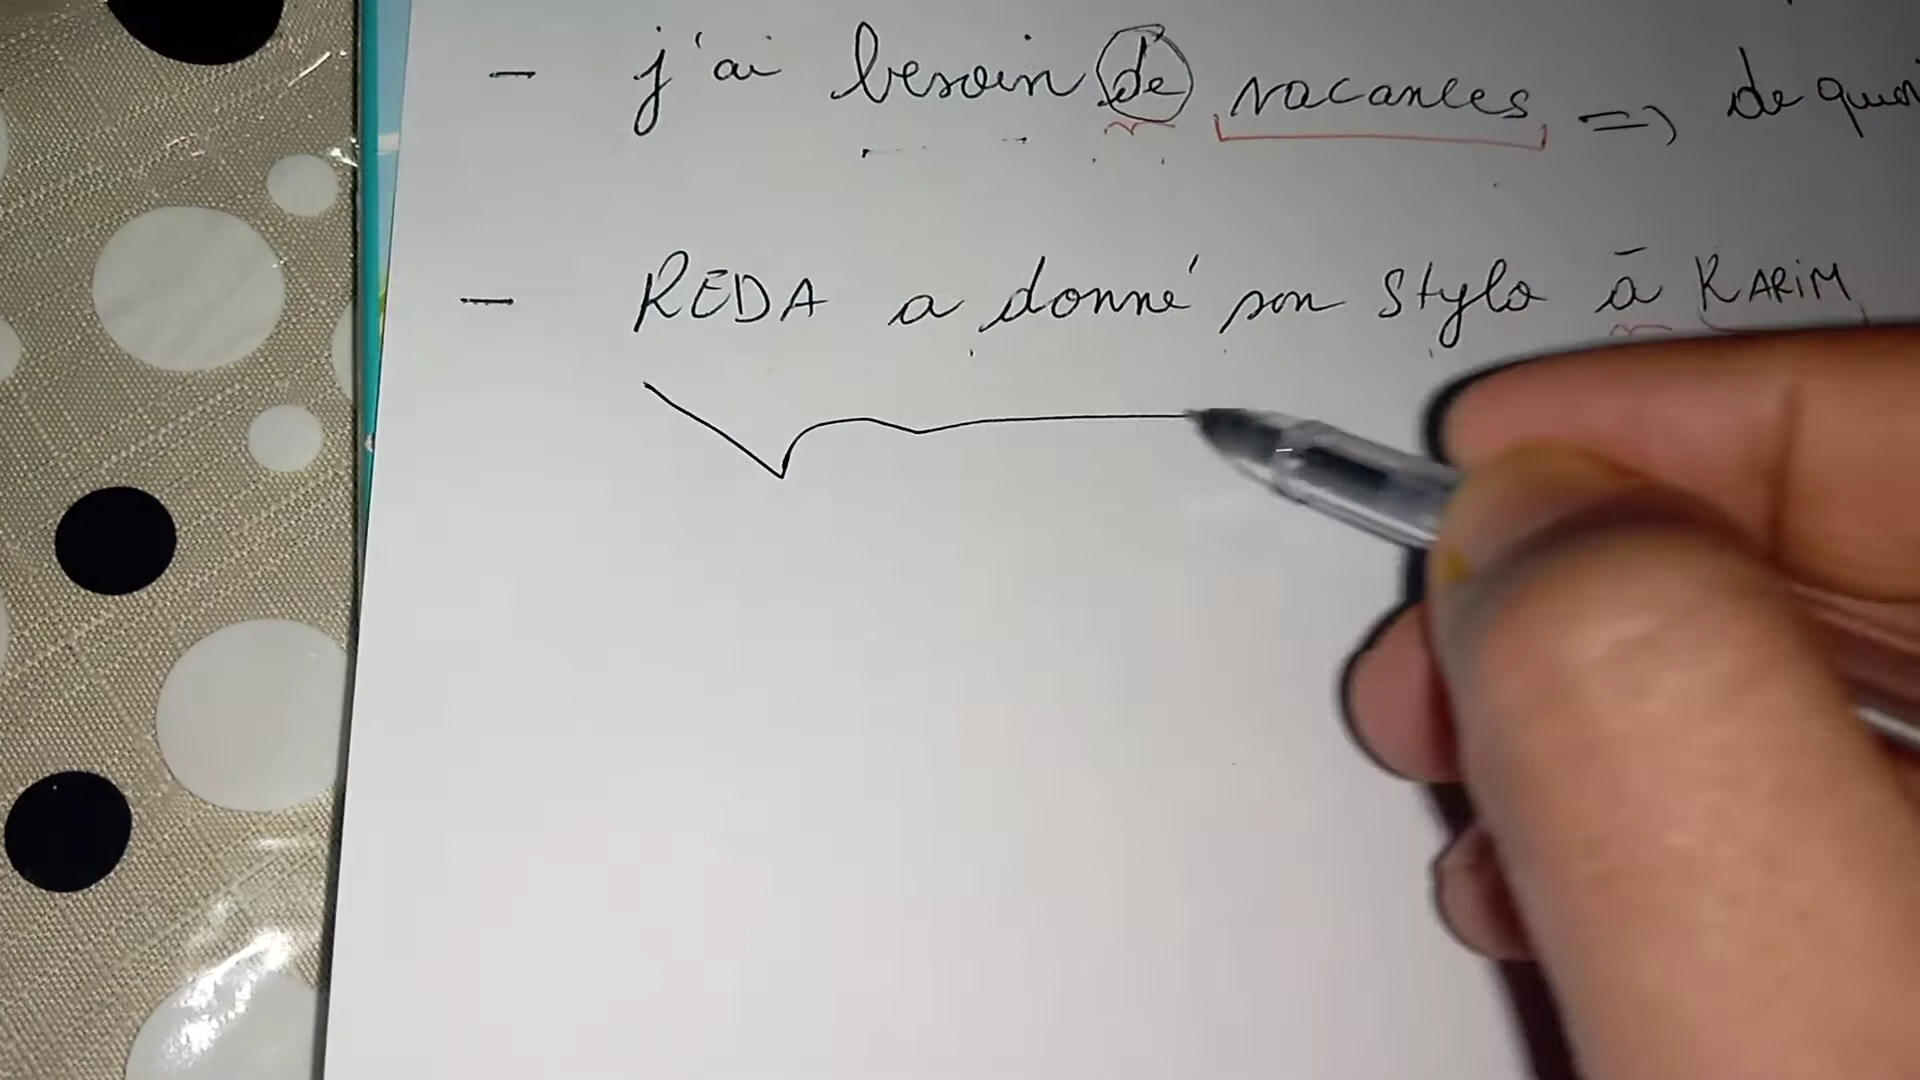 - j'ai besoin de vacances => de quoi
- REDA a donné son stylo à KARIM